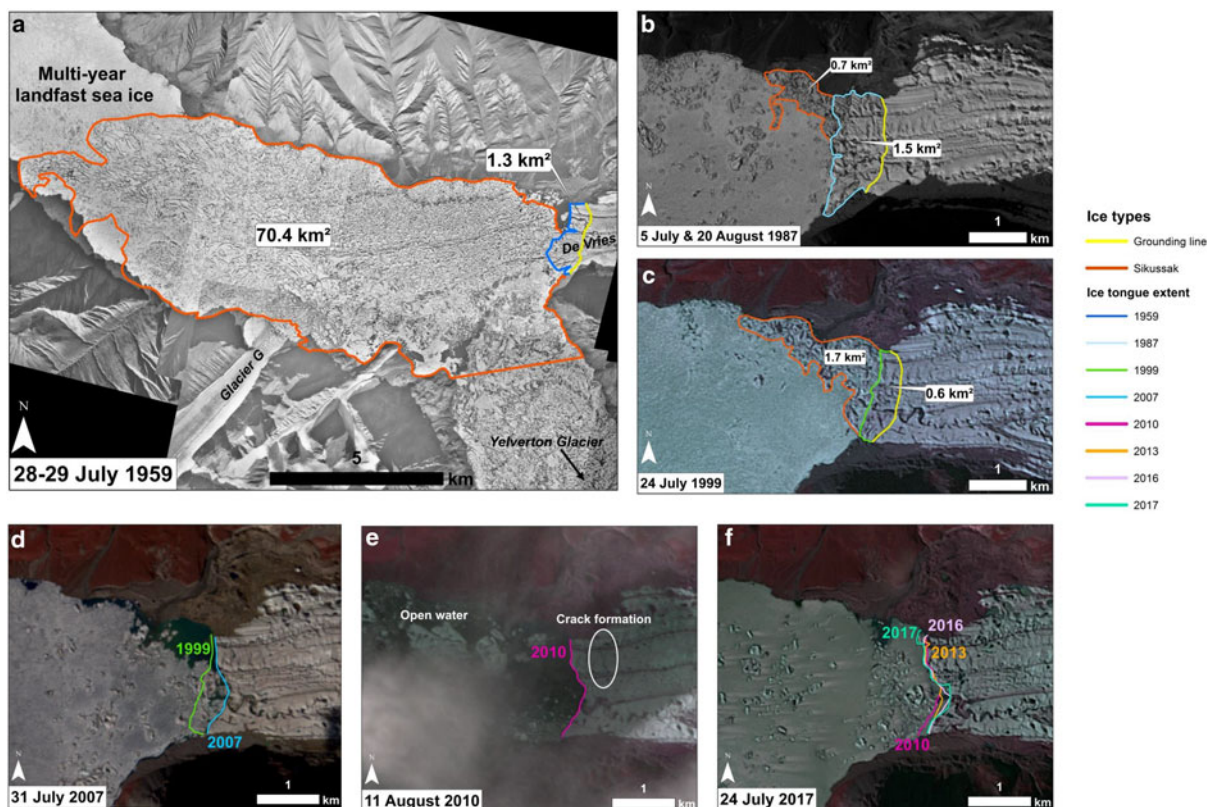 a
Multi-year
landfast sea ice
1.3 km²
70.4 km²
De Vries
Glacier G
Yelverton Glacier
N
28-29 July 1959
5
km
b
0.7 km²
1.5 km²
N
5 July & 20 August 1987
1
km
c
1.7 km²
0.6 km²
N
24 July 1999
1
km
Ice types
Grounding line
Sikussak
Ice tongue extent
1959
1987
1999
2007
2010
2013
2016
2017
d
1999
2007
N
31 July 2007
1
km
e
Open water
Crack formation
2010
N
11 August 2010
1
km
f
2016
2017
2013
2010
N
24 July 2017
1
km